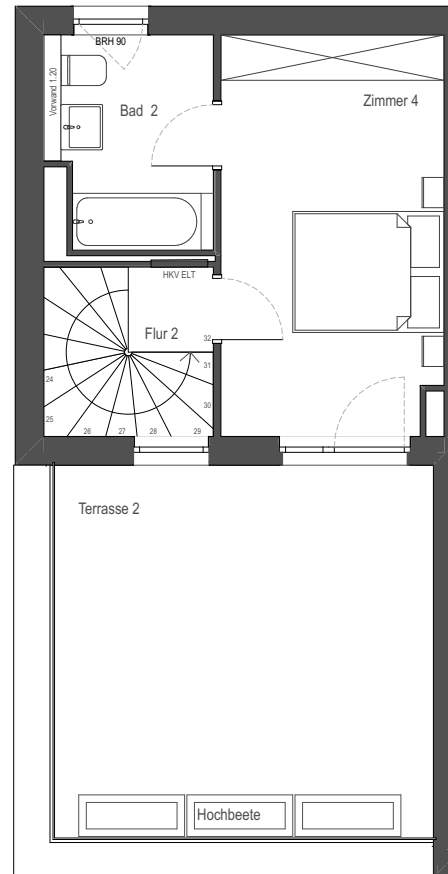 BRH 90
Vorwand 1.20
Bad 2
Zimmer 4
HKV ELT
Flur 2
32
31
30
29
28
27
26
25
24
Terrasse 2
Hochbeete